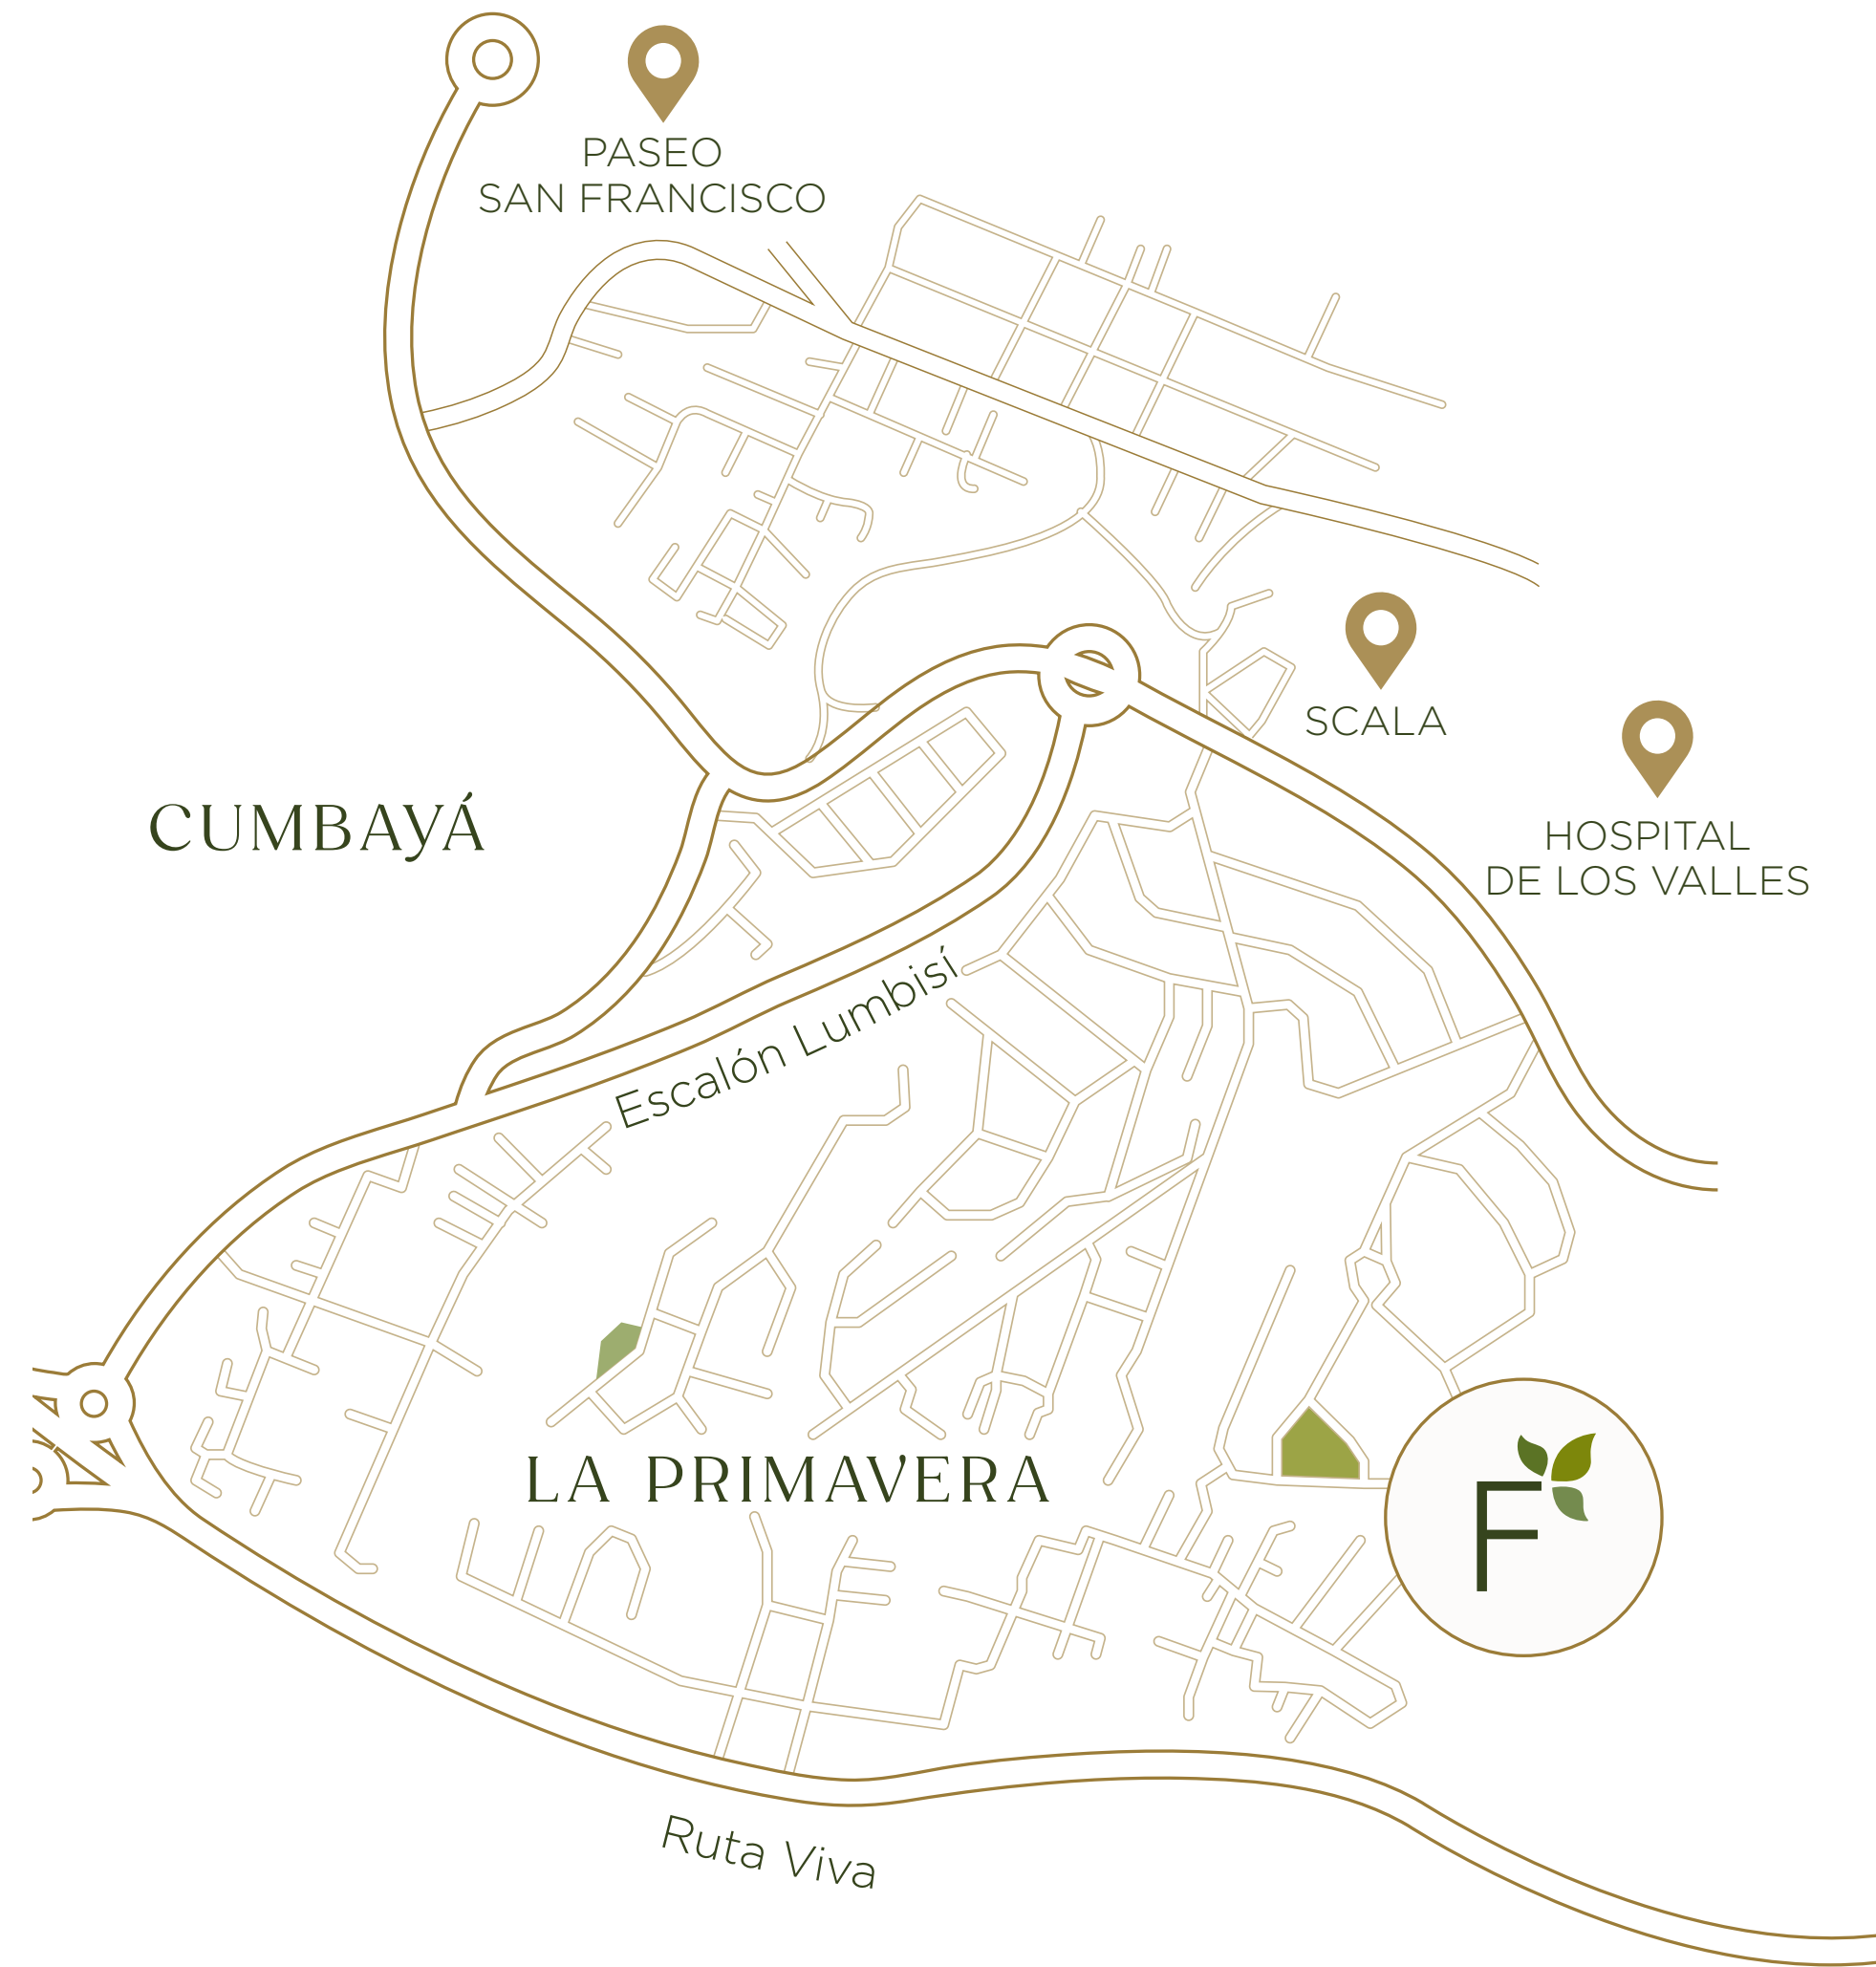 PASEO
SAN FRANCISCO
SCALA
HOSPITAL
DE LOS VALLES
CUMBAYÁ
Escalón Lumbisí
LA PRIMAVERA
F
Ruta Viva